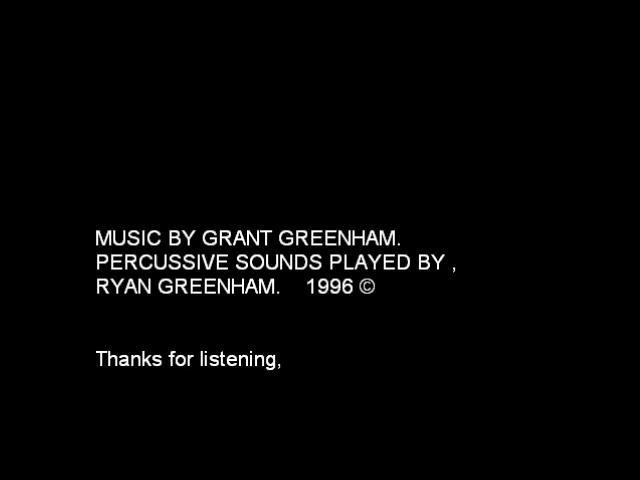 MUSIC BY GRANT GREENHAM.
PERCUSSIVE SOUNDS PLAYED BY ,
RYAN GREENHAM. 1996 ©
Thanks for listening,